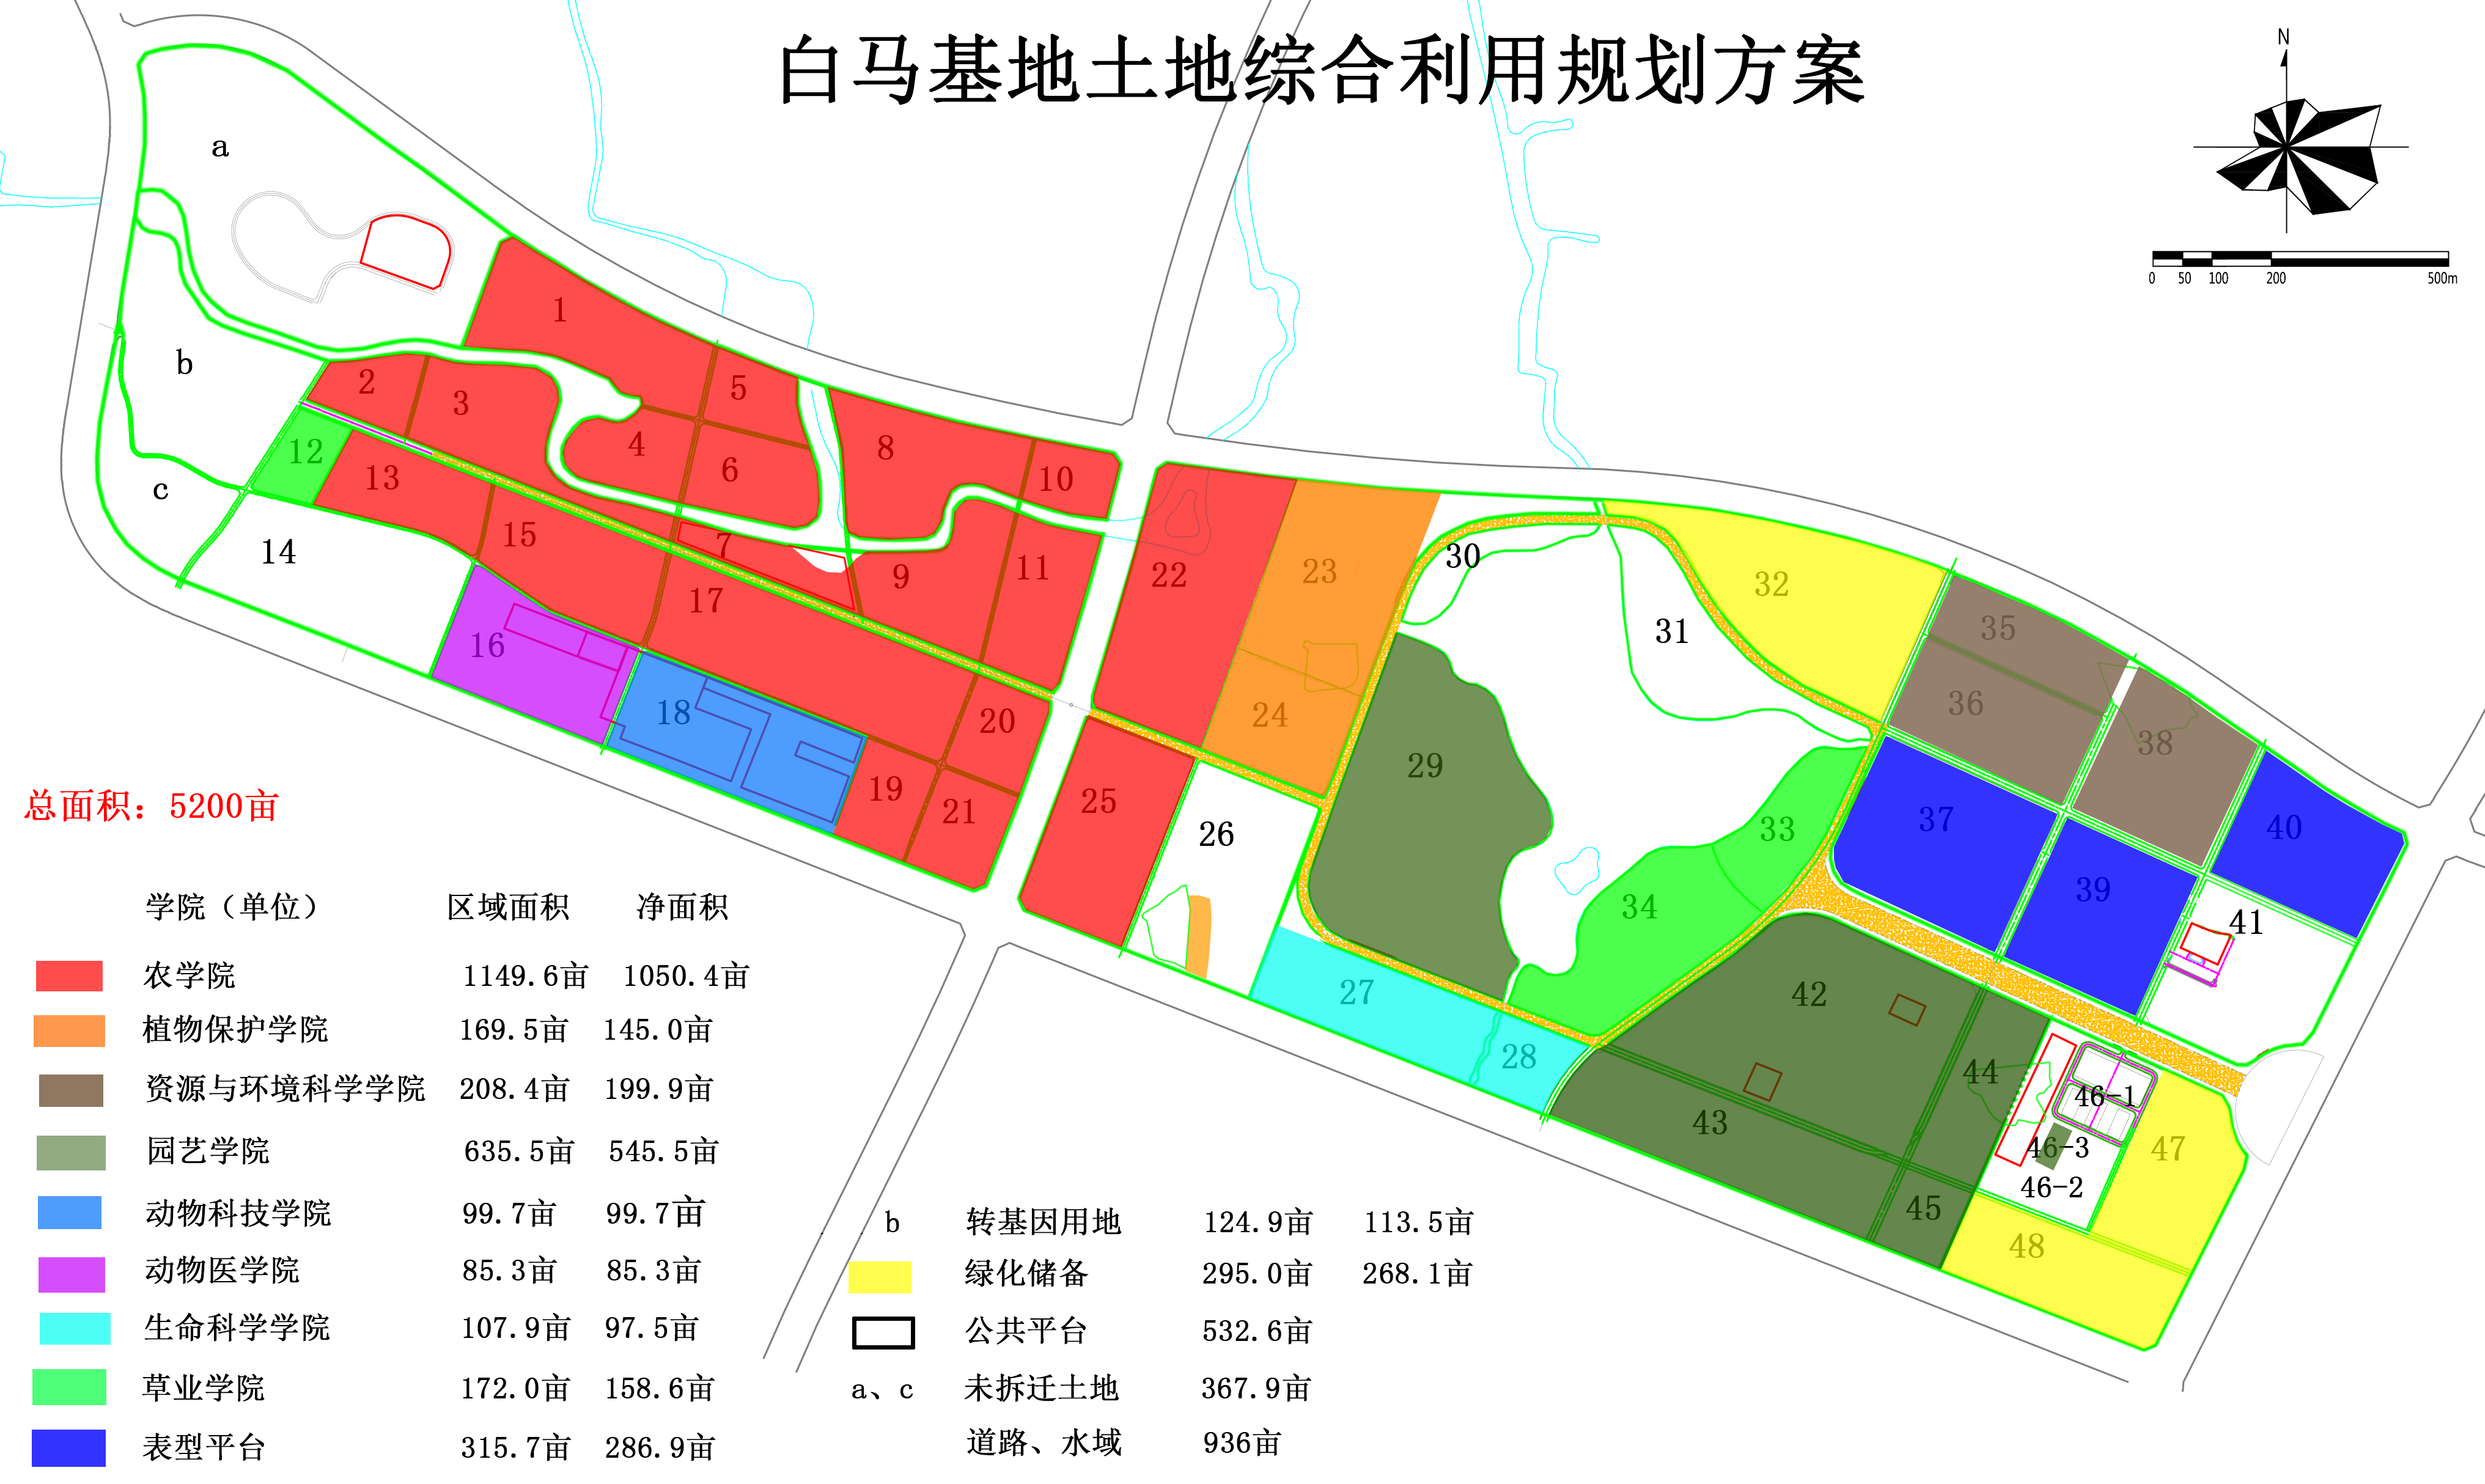 白马基地土地综合利用规划方案
N
0 50 100 200 500m
a
b
c
1
2
3
4
5
6
7
8
9
10
11
12
13
14
15
16
17
18
19
20
21
22
23
24
25
26
27
28
29
30
31
32
33
34
35
36
37
38
39
40
41
42
43
44
45
46-1
46-3
46-2
47
48
总面积：5200亩
学院（单位） 区域面积 净面积
农学院 1149.6亩 1050.4亩
植物保护学院 169.5亩 145.0亩
资源与环境科学学院 208.4亩 199.9亩
园艺学院 635.5亩 545.5亩
动物科技学院 99.7亩 99.7亩
动物医学院 85.3亩 85.3亩
生命科学学院 107.9亩 97.5亩
草业学院 172.0亩 158.6亩
表型平台 315.7亩 286.9亩
b 转基因用地 124.9亩 113.5亩
绿化储备 295.0亩 268.1亩
公共平台 532.6亩
a、c 未拆迁土地 367.9亩
道路、水域 936亩